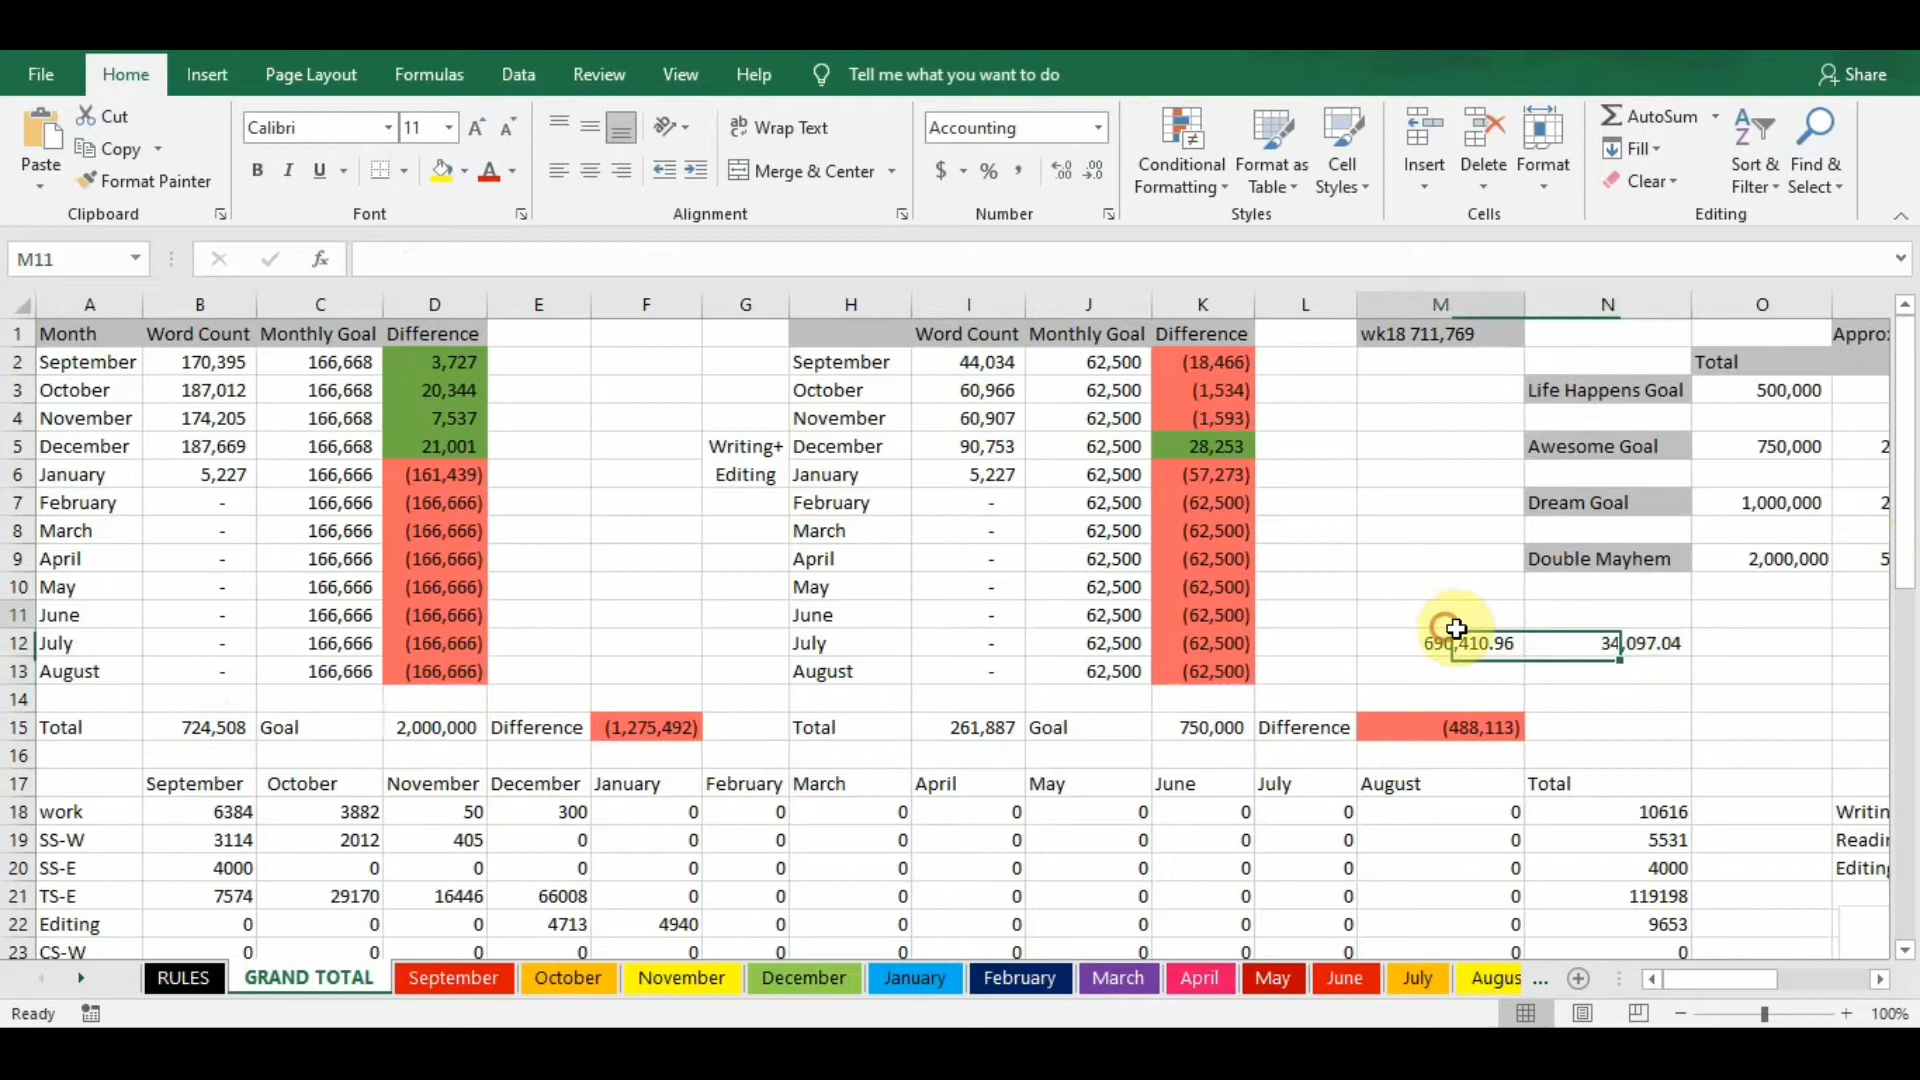 File Home Insert Page Layout Formulas Data Review View Help Tell me what you want to do Share
Paste Cut Copy Format Painter Clipboard
Calibri 11 A A B I U A Font
Wrap Text Merge & Center Alignment
Accounting $ % , Number
Conditional Formatting Format as Table Cell Styles Styles
Insert Delete Format Cells
AutoSum Fill Clear Sort & Filter Find & Select Editing
M11 fx
A B C D E F G H I J K L M N O
1 Month Word Count Monthly Goal Difference Word Count Monthly Goal Difference wk18 711,769
2 September 170,395 166,668 3,727 September 44,034 62,500 (18,466) Total
3 October 187,012 166,668 20,344 October 60,966 62,500 (1,534) Life Happens Goal 500,000
4 November 174,205 166,668 7,537 November 60,907 62,500 (1,593)
5 December 187,669 166,668 21,001 Writing+ December 90,753 62,500 28,253 Awesome Goal 750,000 2
6 January 5,227 166,666 (161,439) Editing January 5,227 62,500 (57,273)
7 February - 166,666 (166,666) February - 62,500 (62,500) Dream Goal 1,000,000 2
8 March - 166,666 (166,666) March - 62,500 (62,500)
9 April - 166,666 (166,666) April - 62,500 (62,500) Double Mayhem 2,000,000 5
10 May - 166,666 (166,666) May - 62,500 (62,500)
11 June - 166,666 (166,666) June - 62,500 (62,500)
12 July - 166,666 (166,666) July - 62,500 (62,500) 690,410.96 34,097.04
13 August - 166,666 (166,666) August - 62,500 (62,500)
14
15 Total 724,508 Goal 2,000,000 Difference (1,275,492) Total 261,887 Goal 750,000 Difference (488,113)
16
17 September October November December January February March April May June July August Total
18 work 6384 3882 50 300 0 0 0 0 0 0 0 0 10616
19 SS-W 3114 2012 405 0 0 0 0 0 0 0 0 0 5531
20 SS-E 4000 0 0 0 0 0 0 0 0 0 0 0 4000
21 TS-E 7574 29170 16446 66008 0 0 0 0 0 0 0 0 119198
22 Editing 0 0 0 4713 4940 0 0 0 0 0 0 0 9653
23 CS-W 0 0 0 0 0 0 0 0 0 0 0 0 0
RULES GRAND TOTAL September October November December January February March April May June July Augus ...
Ready 100%